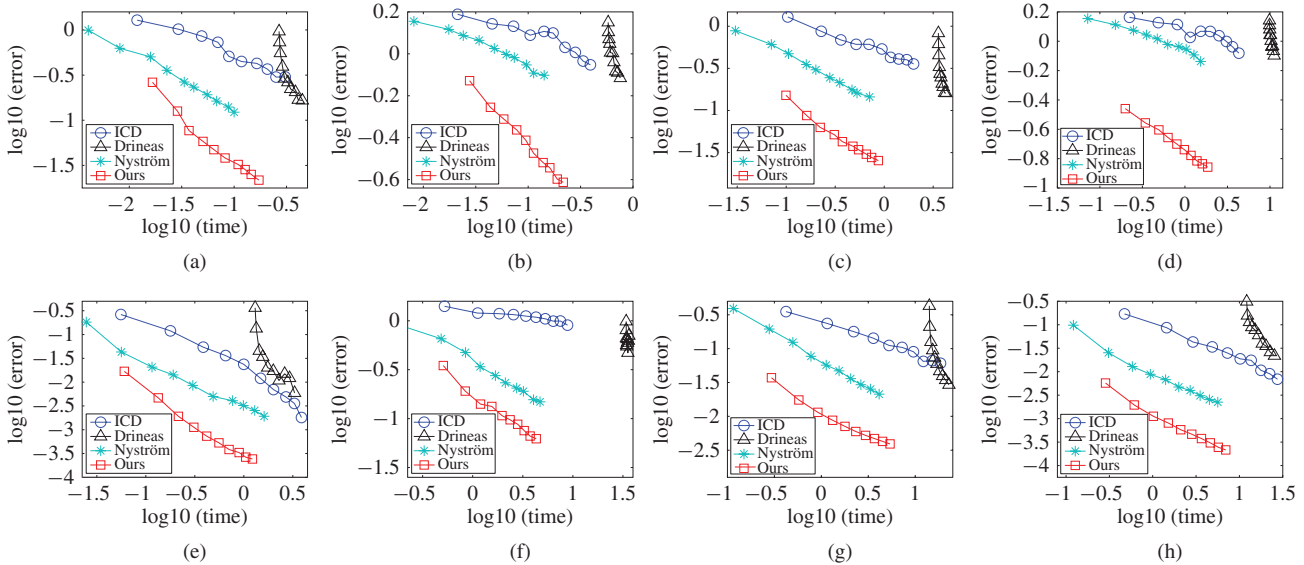 0
−0.5
−1
−1.5
log10 (error)
ICD
Drineas
Nyström
Ours
−2 −1.5 −1 −0.5
log10 (time)
(a)
0.2
0
0.2
0.4
0.6
log10 (error)
ICD
Drineas
Nyström
Ours
−2 −1.5 −1 −0.5 0
log10 (time)
(b)
0
−0.5
−1
−1.5
log10 (error)
ICD
Drineas
Nyström
Ours
−1.5 −1 −0.5 0 0.5
log10 (time)
(c)
0.2
0
−0.2
−0.4
−0.6
−0.8
−1
log10 (error)
ICD
Drineas
Nyström
Ours
−1.5 −1 −0.5 0 0.5 1
log10 (time)
(d)
−0.5
−1
−1.5
−2
−2.5
−3
−3.5
−4
log10 (error)
ICD
Drineas
Nyström
Ours
−1.5 −1 −0.5 0 0.5
log10 (time)
(e)
0
−0.5
−1
−1.5
log10 (error)
ICD
Drineas
Nyström
Ours
−0.5 0 0.5 1 1.5
log10 (time)
(f)
−0.5
−1
−1.5
−2
−2.5
log10 (error)
ICD
Drineas
Nyström
Ours
−1 −0.5 0 0.5 1
log10 (time)
(g)
−0.5
−1
−1.5
−2
−2.5
−3
−3.5
−4
log10 (error)
ICD
Drineas
Nyström
Ours
−1 −0.5 0 0.5 1 1.5
log10 (time)
(h)